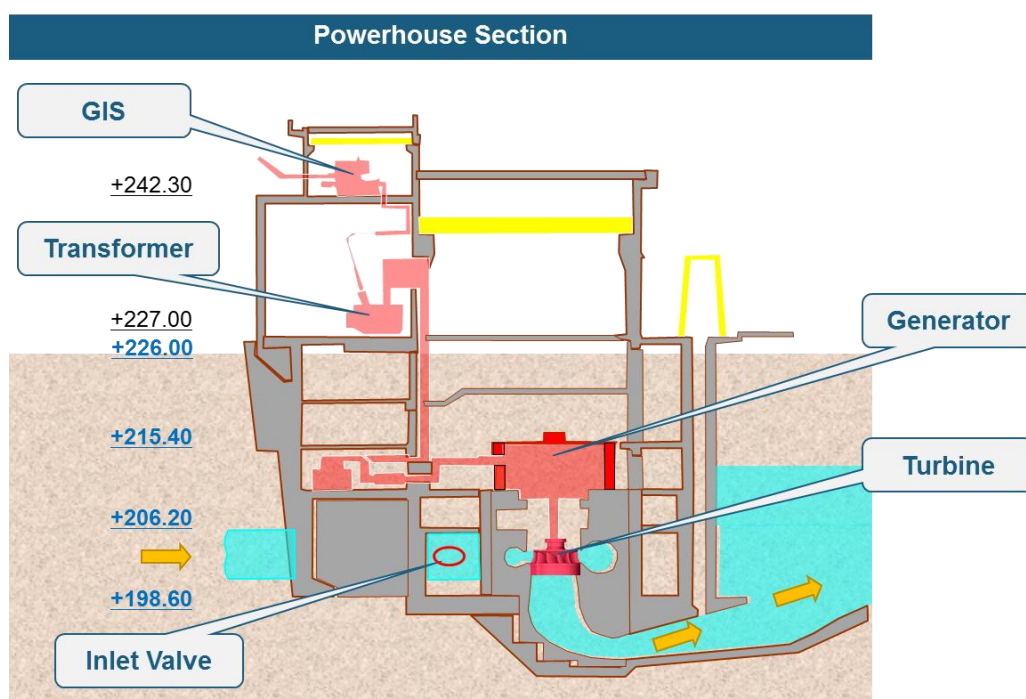 Powerhouse Section
GIS
+242.30
Transformer
+227.00
+226.00
Generator
+215.40
Turbine
+206.20
+198.60
Inlet Valve